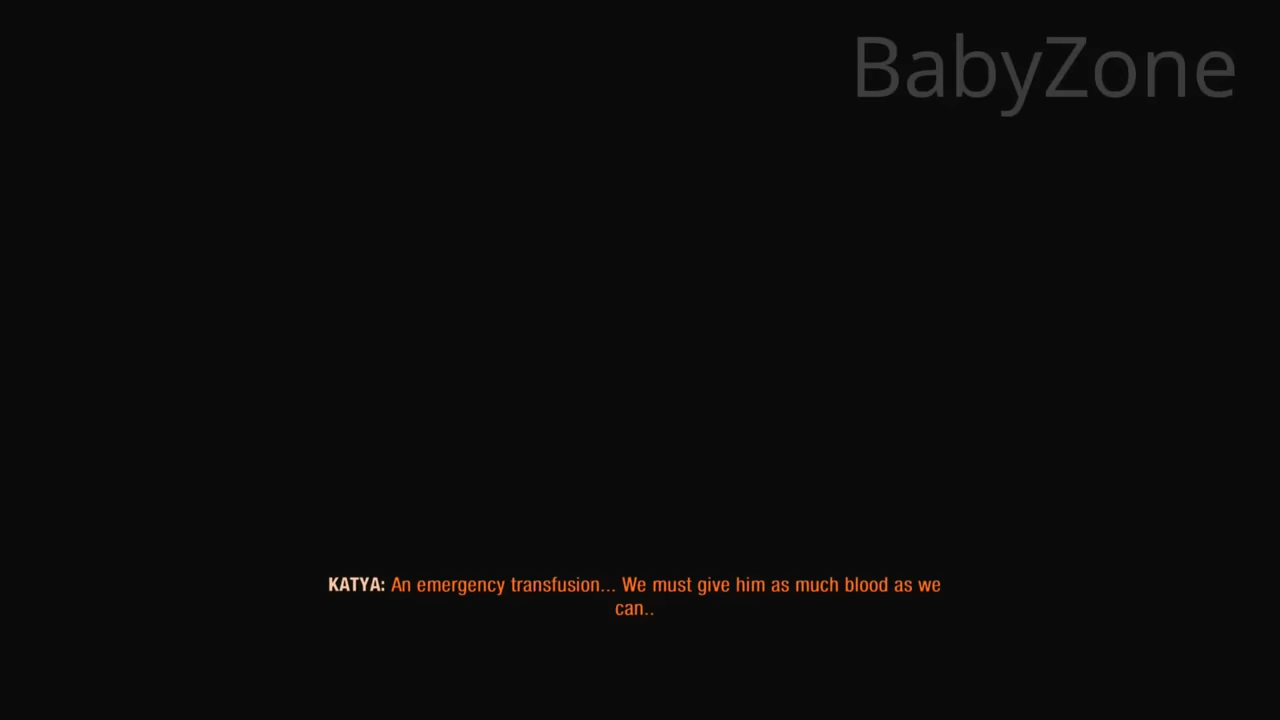 BabyZone
KATYA: An emergency transfusion... We must give him as much blood as we
can..